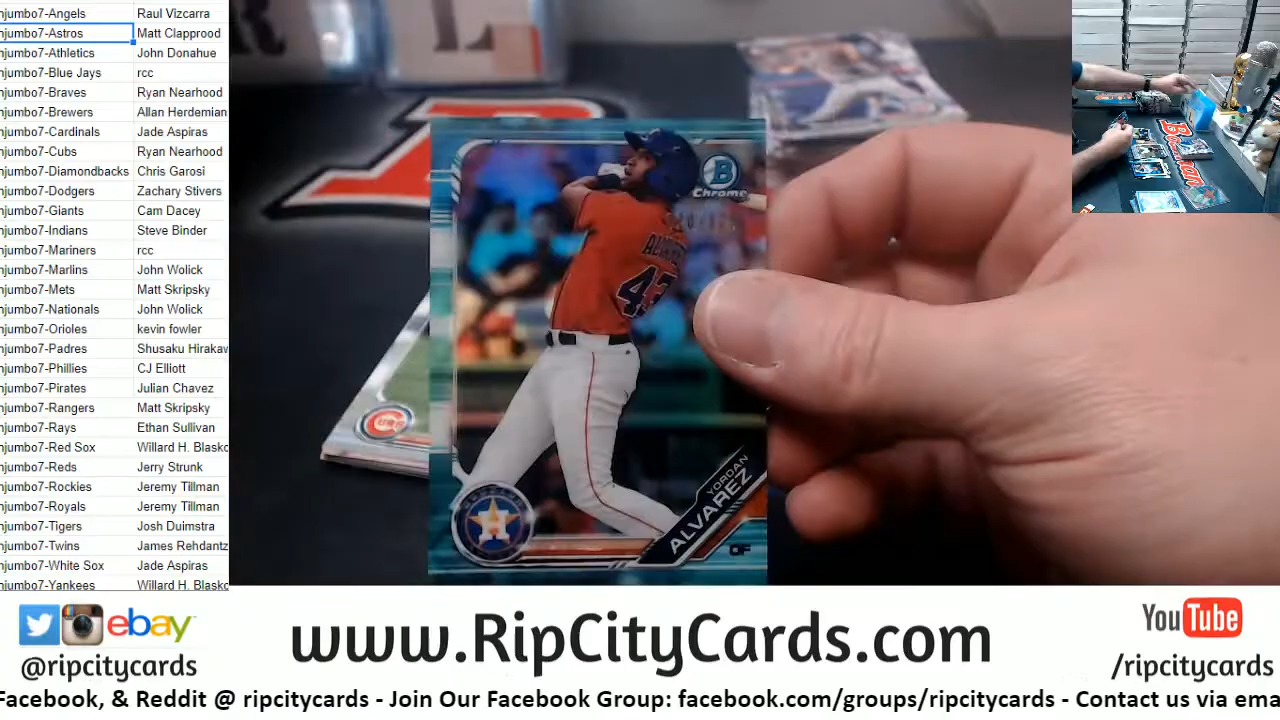 njumbo7-Angels Raul Vizcarra
njumbo7-Astros Matt Clapprood
njumbo7-Athletics John Donahue
njumbo7-Blue Jays rcc
njumbo7-Braves Ryan Nearhood
njumbo7-Brewers Allan Herdeman
njumbo7-Cardinals Jade Aspiras
njumbo7-Cubs Ryan Nearhood
njumbo7-Diamondbacks Chris Garosi
njumbo7-Dodgers Zachary Stivers
njumbo7-Giants Cam Dacey
njumbo7-Indians Steve Binder
njumbo7-Mariners rcc
njumbo7-Marlins John Wolick
njumbo7-Mets Matt Skripsky
njumbo7-Nationals John Wolick
njumbo7-Orioles kevin fowler
njumbo7-Padres Shusaku Hirakaw
njumbo7-Phillies CJ Elliott
njumbo7-Pirates Julian Chavez
njumbo7-Rangers Matt Skripsky
njumbo7-Rays Ethan Sullivan
njumbo7-Red Sox Willard H. Blasko
njumbo7-Reds Jerry Strunk
njumbo7-Rockies Jeremy Tillman
njumbo7-Royals Jeremy Tillman
njumbo7-Tigers Josh Duimstra
njumbo7-Twins James Rehdantz
njumbo7-White Sox Jade Aspiras
njumbo7-Yankees Willard H. Blasko
B
Chrome
43
CUBS
H
YORDAN
ALVAREZ
OF
Bowman
ebay
@ripcitycards
www.RipCityCards.com
YouTube
/ripcitycards
Facebook, & Reddit @ ripcitycards - Join Our Facebook Group: facebook.com/groups/ripcitycards - Contact us via ema